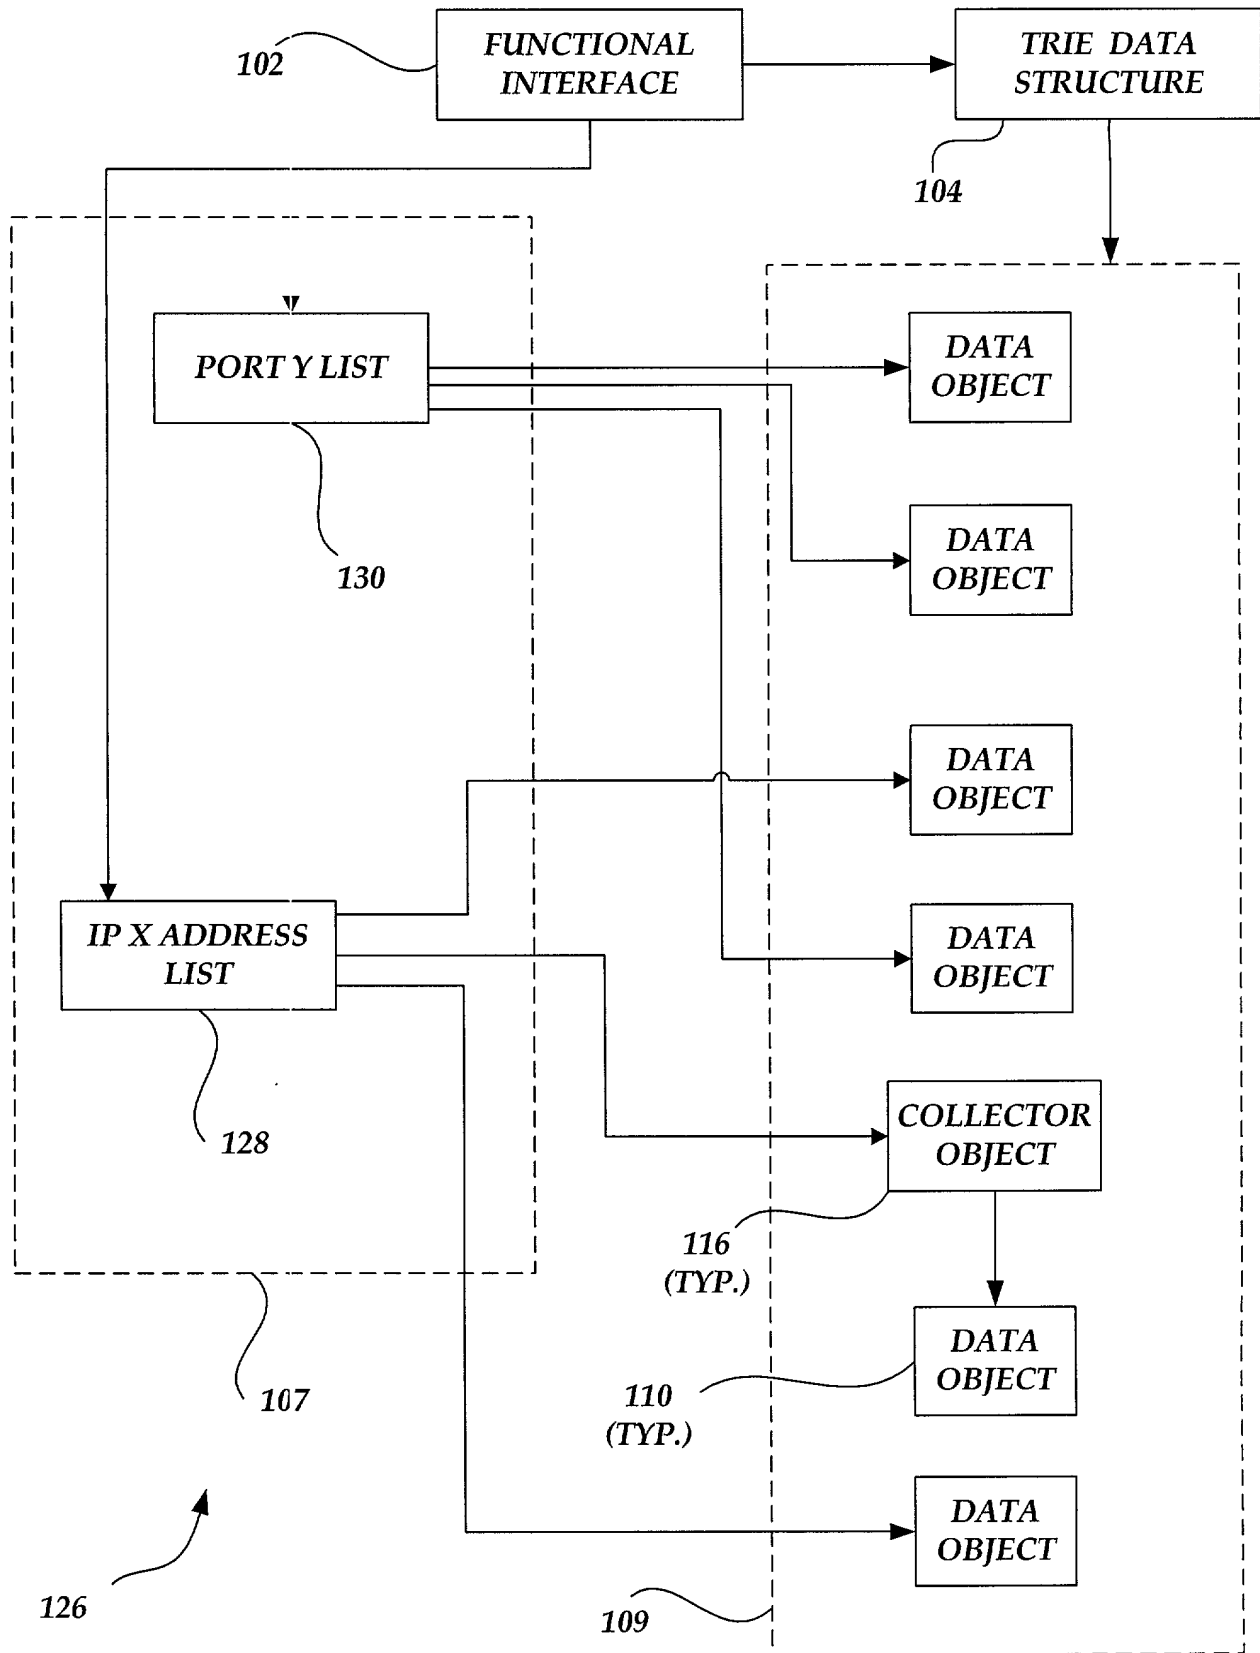 FUNCTIONAL
INTERFACE
TRIE DATA
STRUCTURE
102
104
PORT Y LIST
DATA
OBJECT
130
DATA
OBJECT
DATA
OBJECT
IP X ADDRESS
LIST
DATA
OBJECT
128
COLLECTOR
OBJECT
116
(TYP.)
107
DATA
OBJECT
110
(TYP.)
DATA
OBJECT
126
109